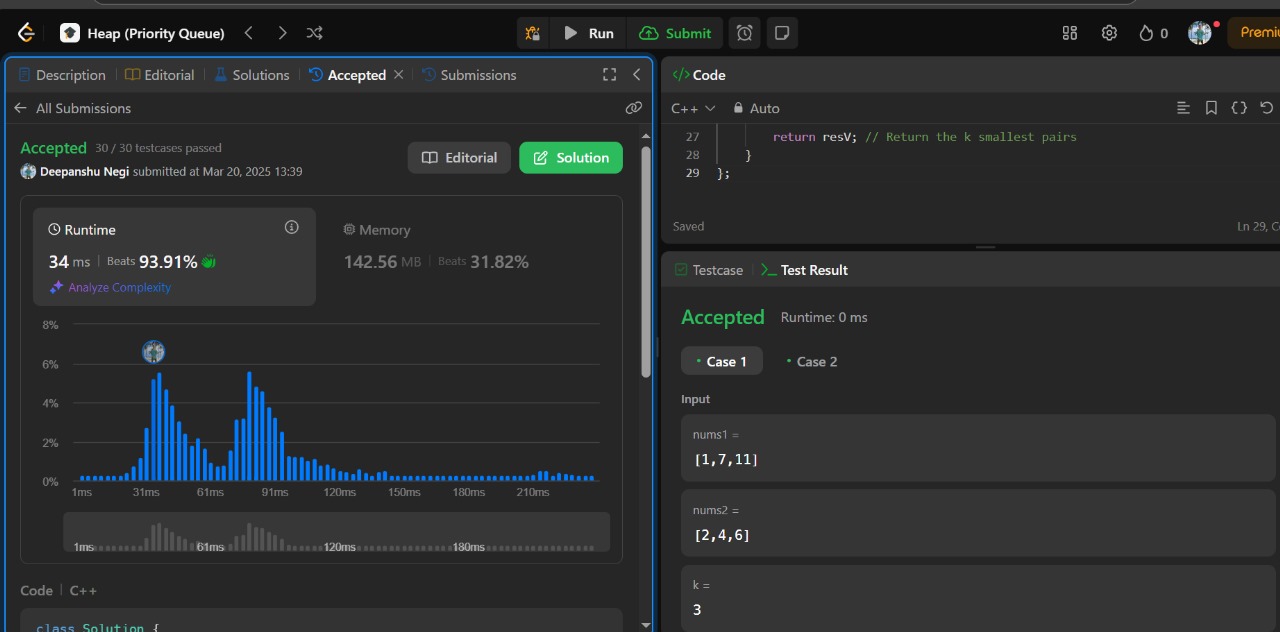 Heap (Priority Queue)
Run
Submit
0
Premiu
Description
Editorial
Solutions
Accepted
Submissions
All Submissions
Accepted 30 / 30 testcases passed
Deepanshu Negi submitted at Mar 20, 2025 13:39
Editorial
Solution
Runtime
34 ms | Beats 93.91%
Analyze Complexity
Memory
142.56 MB | Beats 31.82%
8%
6%
4%
2%
0%
1ms 31ms 61ms 91ms 120ms 150ms 180ms 210ms
1ms 61ms 120ms 180ms
Code | C++
class Solution {
</> Code
C++ Auto
27 return resV; // Return the k smallest pairs
28 }
29 };
Saved
Ln 29, C
Testcase
>_ Test Result
Accepted Runtime: 0 ms
• Case 1 • Case 2
Input
nums1 =
[1,7,11]
nums2 =
[2,4,6]
k =
3